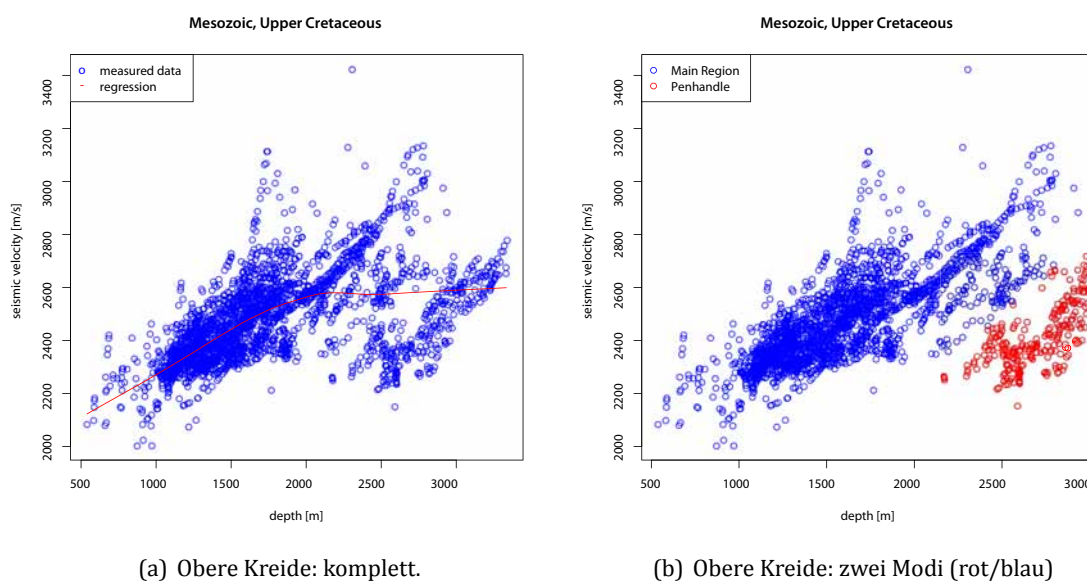 Mesozoic, Upper Cretaceous
measured data
regression
3400
3200
3000
2800
2600
2400
2200
2000
seismic velocity [m/s]
500 1000 1500 2000 2500 3000
depth [m]
(a) Obere Kreide: komplett.
Mesozoic, Upper Cretaceous
Main Region
Penhandle
3400
3200
3000
2800
2600
2400
2200
2000
seismic velocity [m/s]
500 1000 1500 2000 2500 3000
depth [m]
(b) Obere Kreide: zwei Modi (rot/blau)